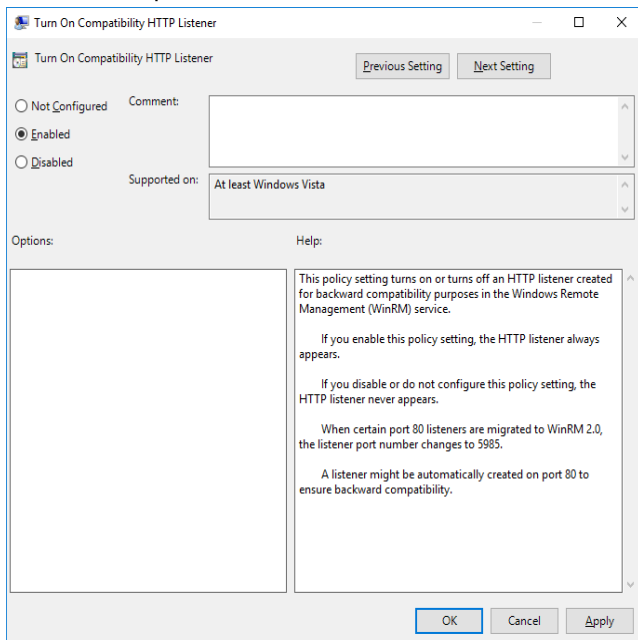 Turn On Compatibility HTTP Listener
Turn On Compatibility HTTP Listener
Previous Setting
Next Setting
Not Configured
Comment:
Enabled
Disabled
Supported on:
At least Windows Vista
Options:
Help:
This policy setting turns on or turns off an HTTP listener created
for backward compatibility purposes in the Windows Remote
Management (WinRM) service.
If you enable this policy setting, the HTTP listener always
appears.
If you disable or do not configure this policy setting, the
HTTP listener never appears.
When certain port 80 listeners are migrated to WinRM 2.0,
the listener port number changes to 5985.
A listener might be automatically created on port 80 to
ensure backward compatibility.
OK
Cancel
Apply